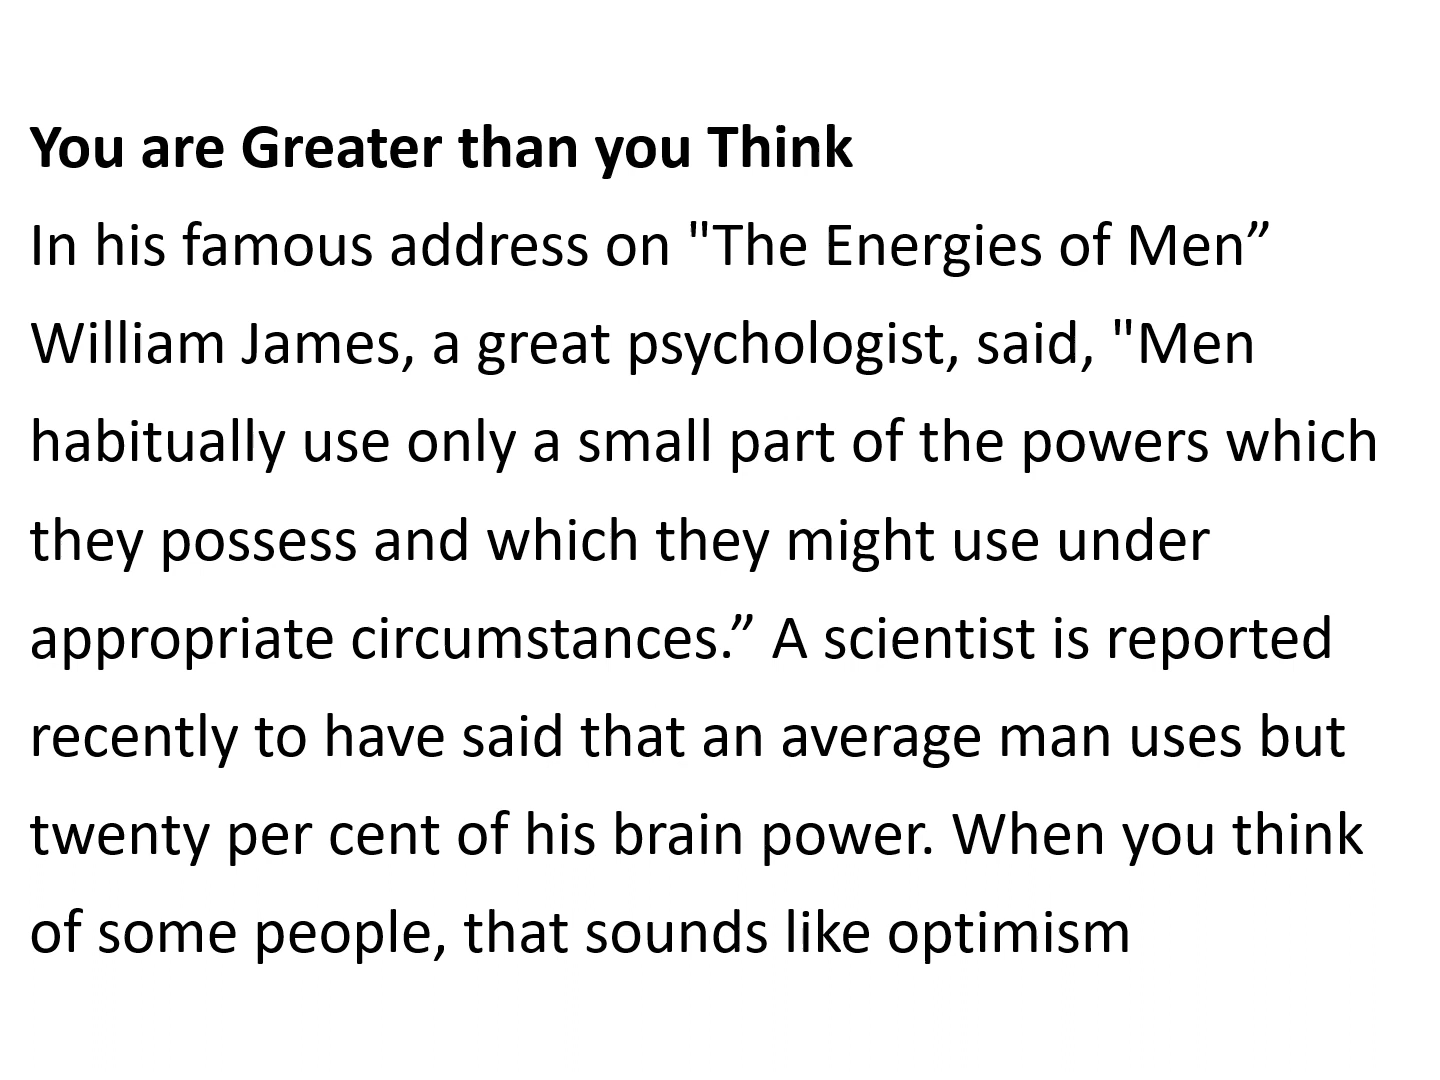 You are Greater than you Think
In his famous address on "The Energies of Men”
William James, a great psychologist, said, "Men
habitually use only a small part of the powers which
they possess and which they might use under
appropriate circumstances.” A scientist is reported
recently to have said that an average man uses but
twenty per cent of his brain power. When you think
of some people, that sounds like optimism